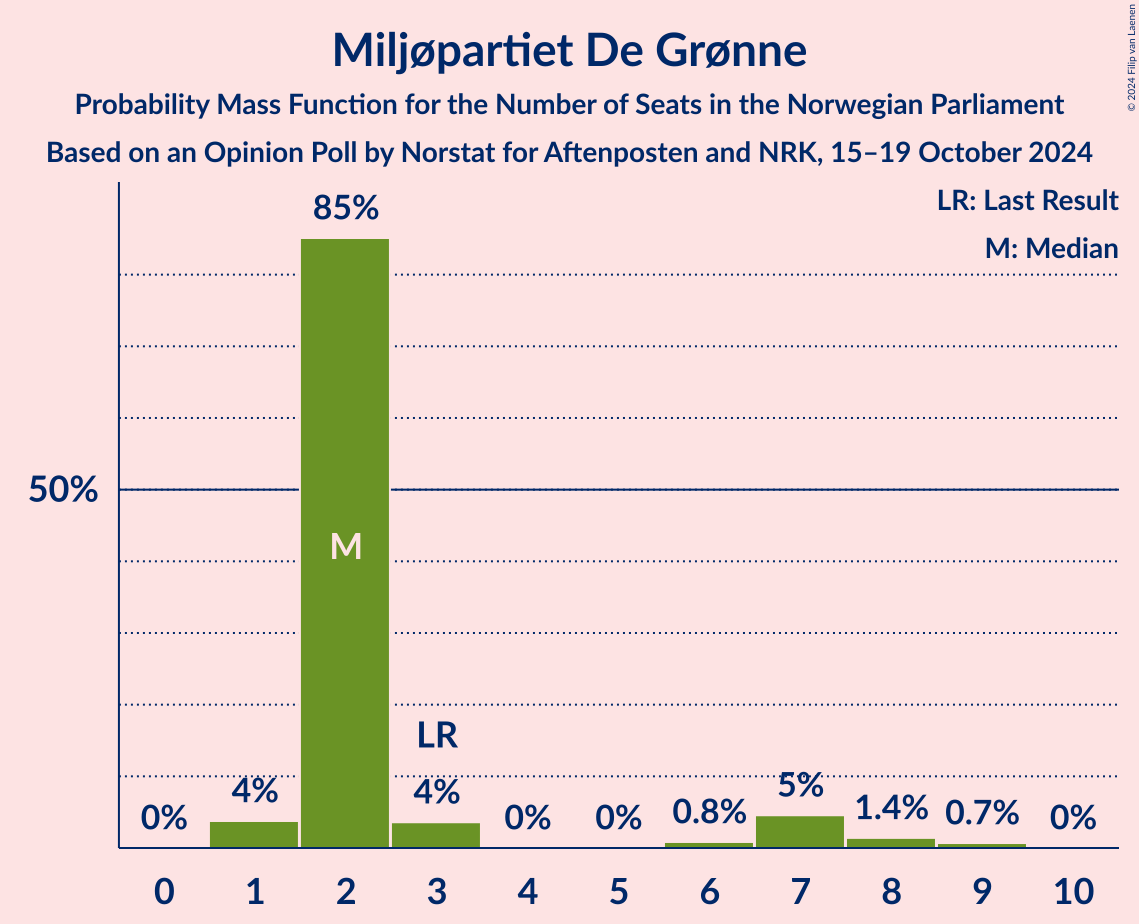 Miljøpartiet De Grønne
Probability Mass Function for the Number of Seats in the Norwegian Parliament
Based on an Opinion Poll by Norstat for Aftenposten and NRK, 15–19 October 2024
© 2024 Filip van Laenen
LR: Last Result
M: Median
85%
50%
M
LR
0% 4% 4% 0% 0% 0.8% 5% 1.4% 0.7% 0%
0 1 2 3 4 5 6 7 8 9 10